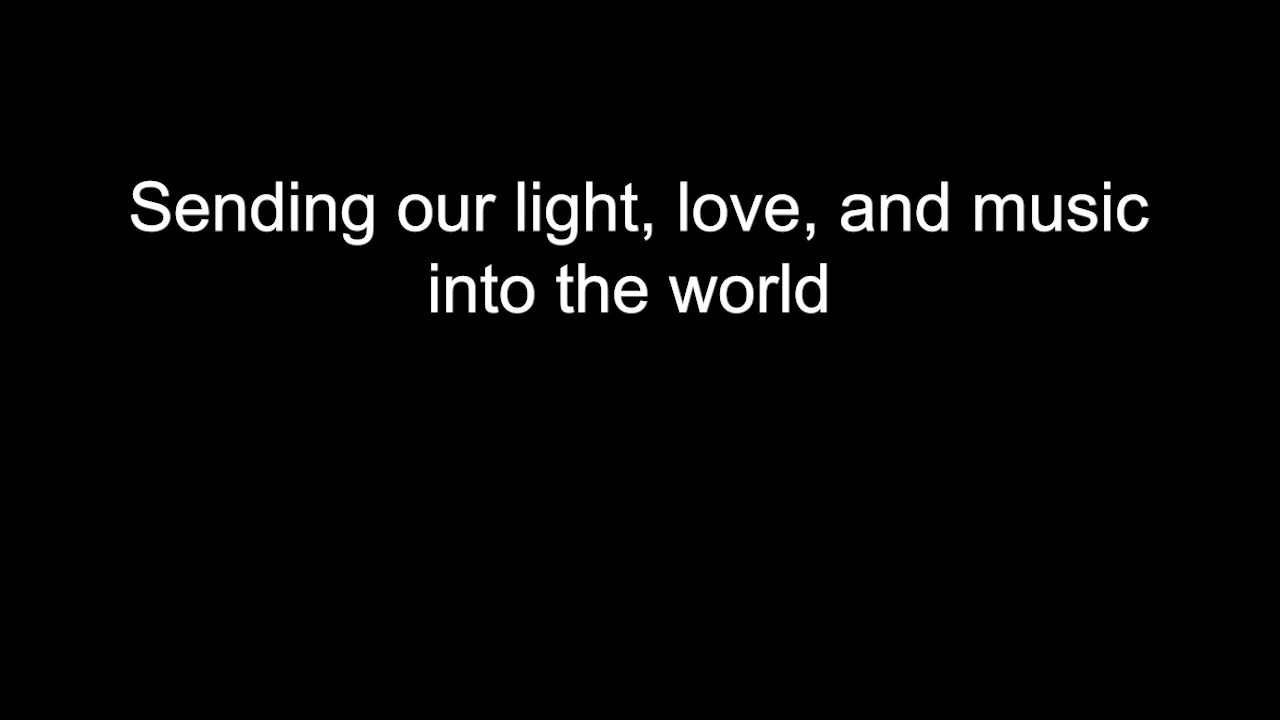 Sending our light, love, and music
into the world